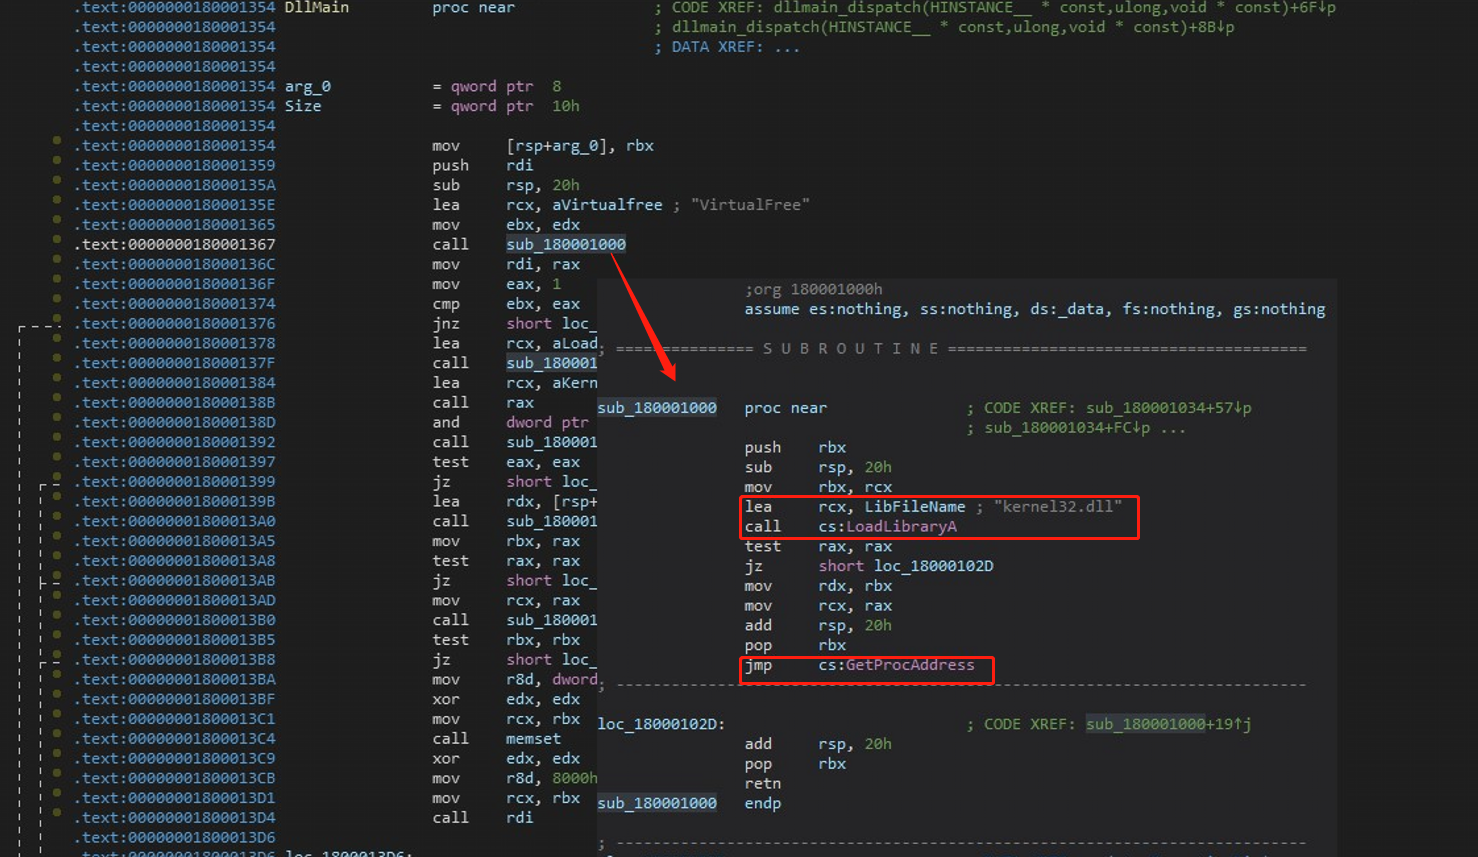 .text:0000000180001354 DllMain proc near ; CODE XREF: dllmain_dispatch(HINSTANCE__ * const,ulong,void * const)+6F↓p
.text:0000000180001354 ; dllmain_dispatch(HINSTANCE__ * const,ulong,void * const)+8B↓p
.text:0000000180001354 ; DATA XREF: ...
.text:0000000180001354
.text:0000000180001354 arg_0 = qword ptr 8
.text:0000000180001354 Size = qword ptr 10h
.text:0000000180001354
.text:0000000180001354 mov [rsp+arg_0], rbx
.text:0000000180001359 push rdi
.text:000000018000135A sub rsp, 20h
.text:000000018000135E lea rcx, aVirtualfree ; "VirtualFree"
.text:0000000180001365 mov ebx, edx
.text:0000000180001367 call sub_180001000
.text:000000018000136C mov rdi, rax
.text:000000018000136F mov eax, 1
.text:0000000180001374 cmp ebx, eax
.text:0000000180001376 jnz short loc_
.text:0000000180001378 lea rcx, aLoad
.text:000000018000137F call sub_180001
.text:0000000180001384 lea rcx, aKern
.text:000000018000138B call rax
.text:000000018000138D and dword ptr
.text:0000000180001392 call sub_180001
.text:0000000180001397 test eax, eax
.text:0000000180001399 jz short loc_
.text:000000018000139B lea rdx, [rsp+
.text:00000001800013A0 call sub_180001
.text:00000001800013A5 mov rbx, rax
.text:00000001800013A8 test rax, rax
.text:00000001800013AB jz short loc_
.text:00000001800013AD mov rcx, rax
.text:00000001800013B0 call sub_180001
.text:00000001800013B5 test rbx, rbx
.text:00000001800013B8 jz short loc_
.text:00000001800013BA mov r8d, dword
.text:00000001800013BF xor edx, edx
.text:00000001800013C1 mov rcx, rbx
.text:00000001800013C4 call memset
.text:00000001800013C9 xor edx, edx
.text:00000001800013CB mov r8d, 8000h
.text:00000001800013D1 mov rcx, rbx
.text:00000001800013D4 call rdi
.text:00000001800013D6
.text:00000001800013D6 loc_1800013D6:
;org 180001000h
assume es:nothing, ss:nothing, ds:_data, fs:nothing, gs:nothing
; =============== S U B R O U T I N E =======================================
sub_180001000 proc near ; CODE XREF: sub_180001034+57↓p
; sub_180001034+FC↓p ...
push rbx
sub rsp, 20h
mov rbx, rcx
lea rcx, LibFileName ; "kernel32.dll"
call cs:LoadLibraryA
test rax, rax
jz short loc_18000102D
mov rdx, rbx
mov rcx, rax
add rsp, 20h
pop rbx
jmp cs:GetProcAddress
; ---------------------------------------------------------------------------
loc_18000102D: ; CODE XREF: sub_180001000+19↑j
add rsp, 20h
pop rbx
retn
sub_180001000 endp
; ---------------------------------------------------------------------------